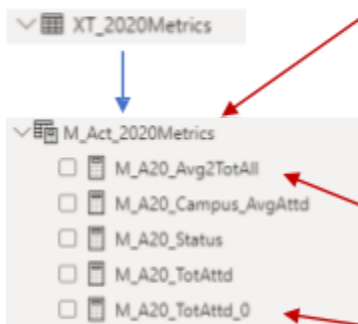 XT_2020Metrics
M_Act_2020Metrics
M_A20_Avg2TotAll
M_A20_Campus_AvgAttd
M_A20_Status
M_A20_TotAttd
M_A20_TotAttd_0